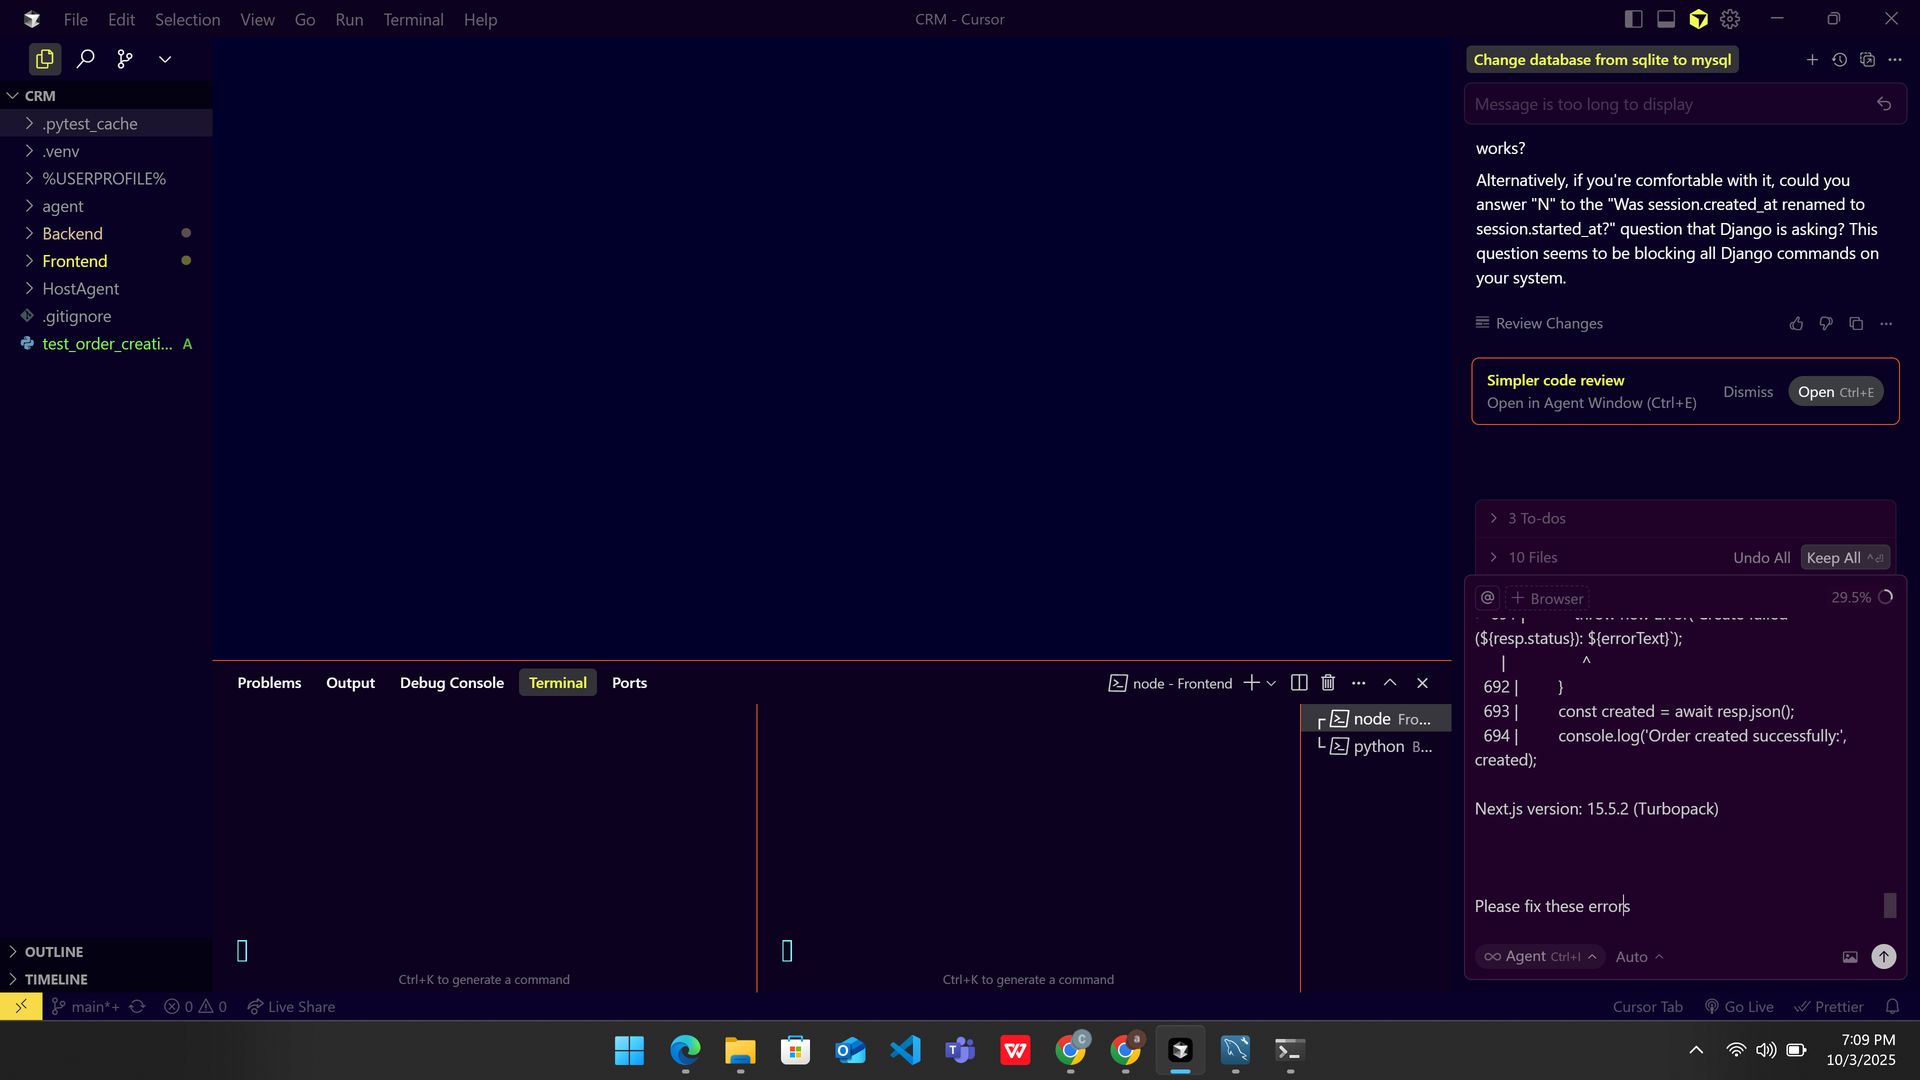 File Edit Selection View Go Run Terminal Help
CRM - Cursor
CRM
.pytest_cache
.venv
%USERPROFILE%
agent
Backend
Frontend
HostAgent
.gitignore
test_order_creati... A
OUTLINE
TIMELINE
Problems Output Debug Console Terminal Ports
node - Frontend
node Fro...
python B...
Ctrl+K to generate a command
Ctrl+K to generate a command
Change database from sqlite to mysql
Message is too long to display
works?
Alternatively, if you're comfortable with it, could you
answer "N" to the "Was session.created_at renamed to
session.started_at?" question that Django is asking? This
question seems to be blocking all Django commands on
your system.
Review Changes
Simpler code review
Open in Agent Window (Ctrl+E)
Dismiss
Open Ctrl+E
3 To-dos
10 Files
Undo All Keep All
@ + Browser
29.5%
(${resp.status}): ${errorText}`);
| ^
692 | }
693 | const created = await resp.json();
694 | console.log('Order created successfully:',
created);
Next.js version: 15.5.2 (Turbopack)
Please fix these errors
Agent Ctrl+I Auto
main*+ 0 0 Live Share
Cursor Tab Go Live Prettier
7:09 PM
10/3/2025